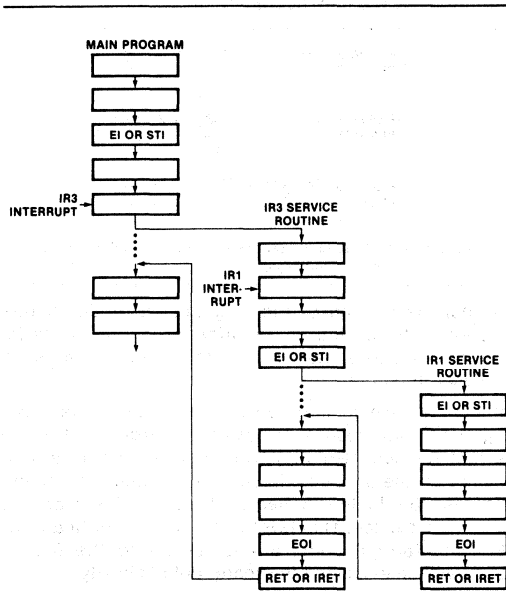 MAIN PROGRAM
EI OR STI
IR3
INTERRUPT
IR3 SERVICE
ROUTINE
IR1
INTER-
RUPT
EI OR STI
IR1 SERVICE
ROUTINE
EI OR STI
EOI
RET OR IRET
EOI
RET OR IRET